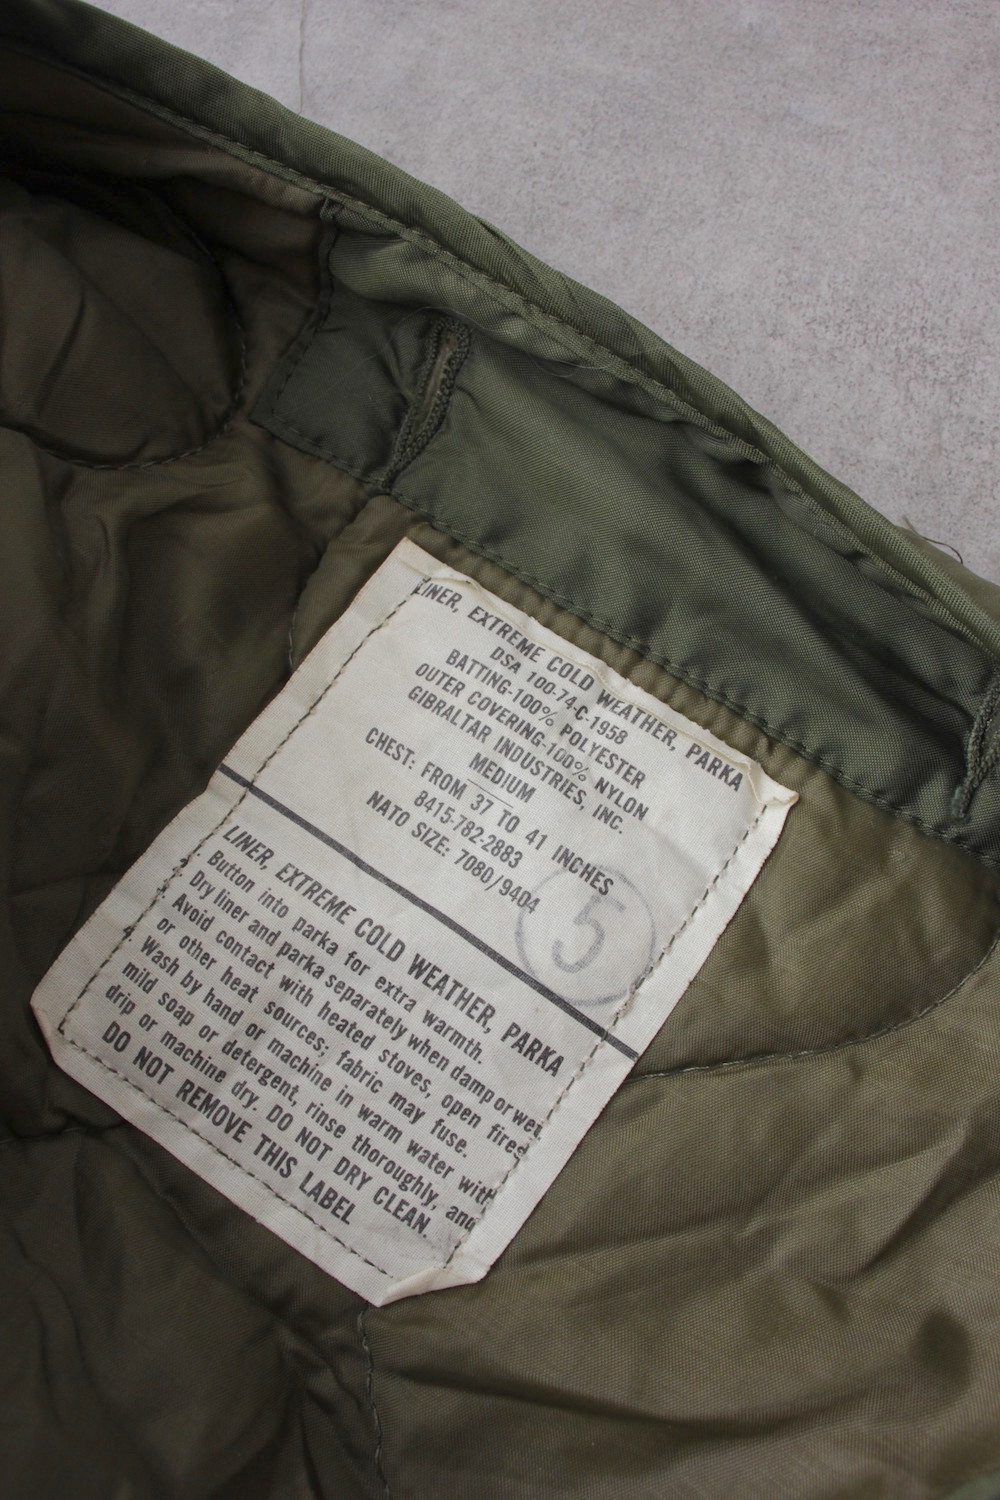 LINER, EXTREME COLD WEATHER, PARKA
DSA 100-74-C-1958
BATTING-100% POLYESTER
OUTER COVERING-100% NYLON
GIBRALTAR INDUSTRIES, INC.
MEDIUM
CHEST: FROM 37 TO 41 INCHES
8415-782-2883
NATO SIZE: 7080/9404
5
LINER, EXTREME COLD WEATHER, PARKA
1. Button into parka for extra warmth.
2. Dry liner and parka separately when damp or wet.
3. Avoid contact with heated stoves, open fires
or other heat sources; fabric may fuse.
4. Wash by hand or machine in warm water with
mild soap or detergent, rinse thoroughly, and
drip or machine dry. DO NOT DRY CLEAN.
DO NOT REMOVE THIS LABEL